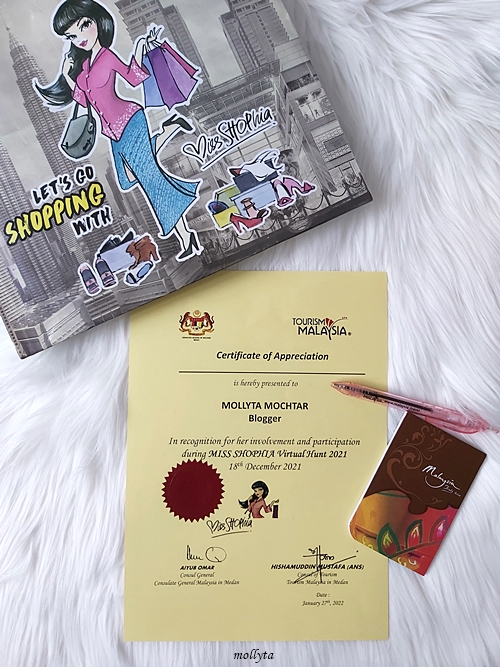 Miss SHOPhia
LET'S GO
SHOPPING
WITH
TOURISM
MALAYSIA
Certificate of Appreciation
is hereby presented to
MOLLYTA MOCHTAR
Blogger
In recognition for her involvement and participation
during MISS SHOPHIA Virtual Hunt 2021
18th December 2021
Miss SHOPhia
AIYUB OMAR
Consul General
Consulate General Malaysia in Medan
HISHAMUDDIN MUSTAFA (ANS)
Consul of Tourism
Tourism Malaysia in Medan
Date :
January 27th, 2022
Malaysia
mollyta